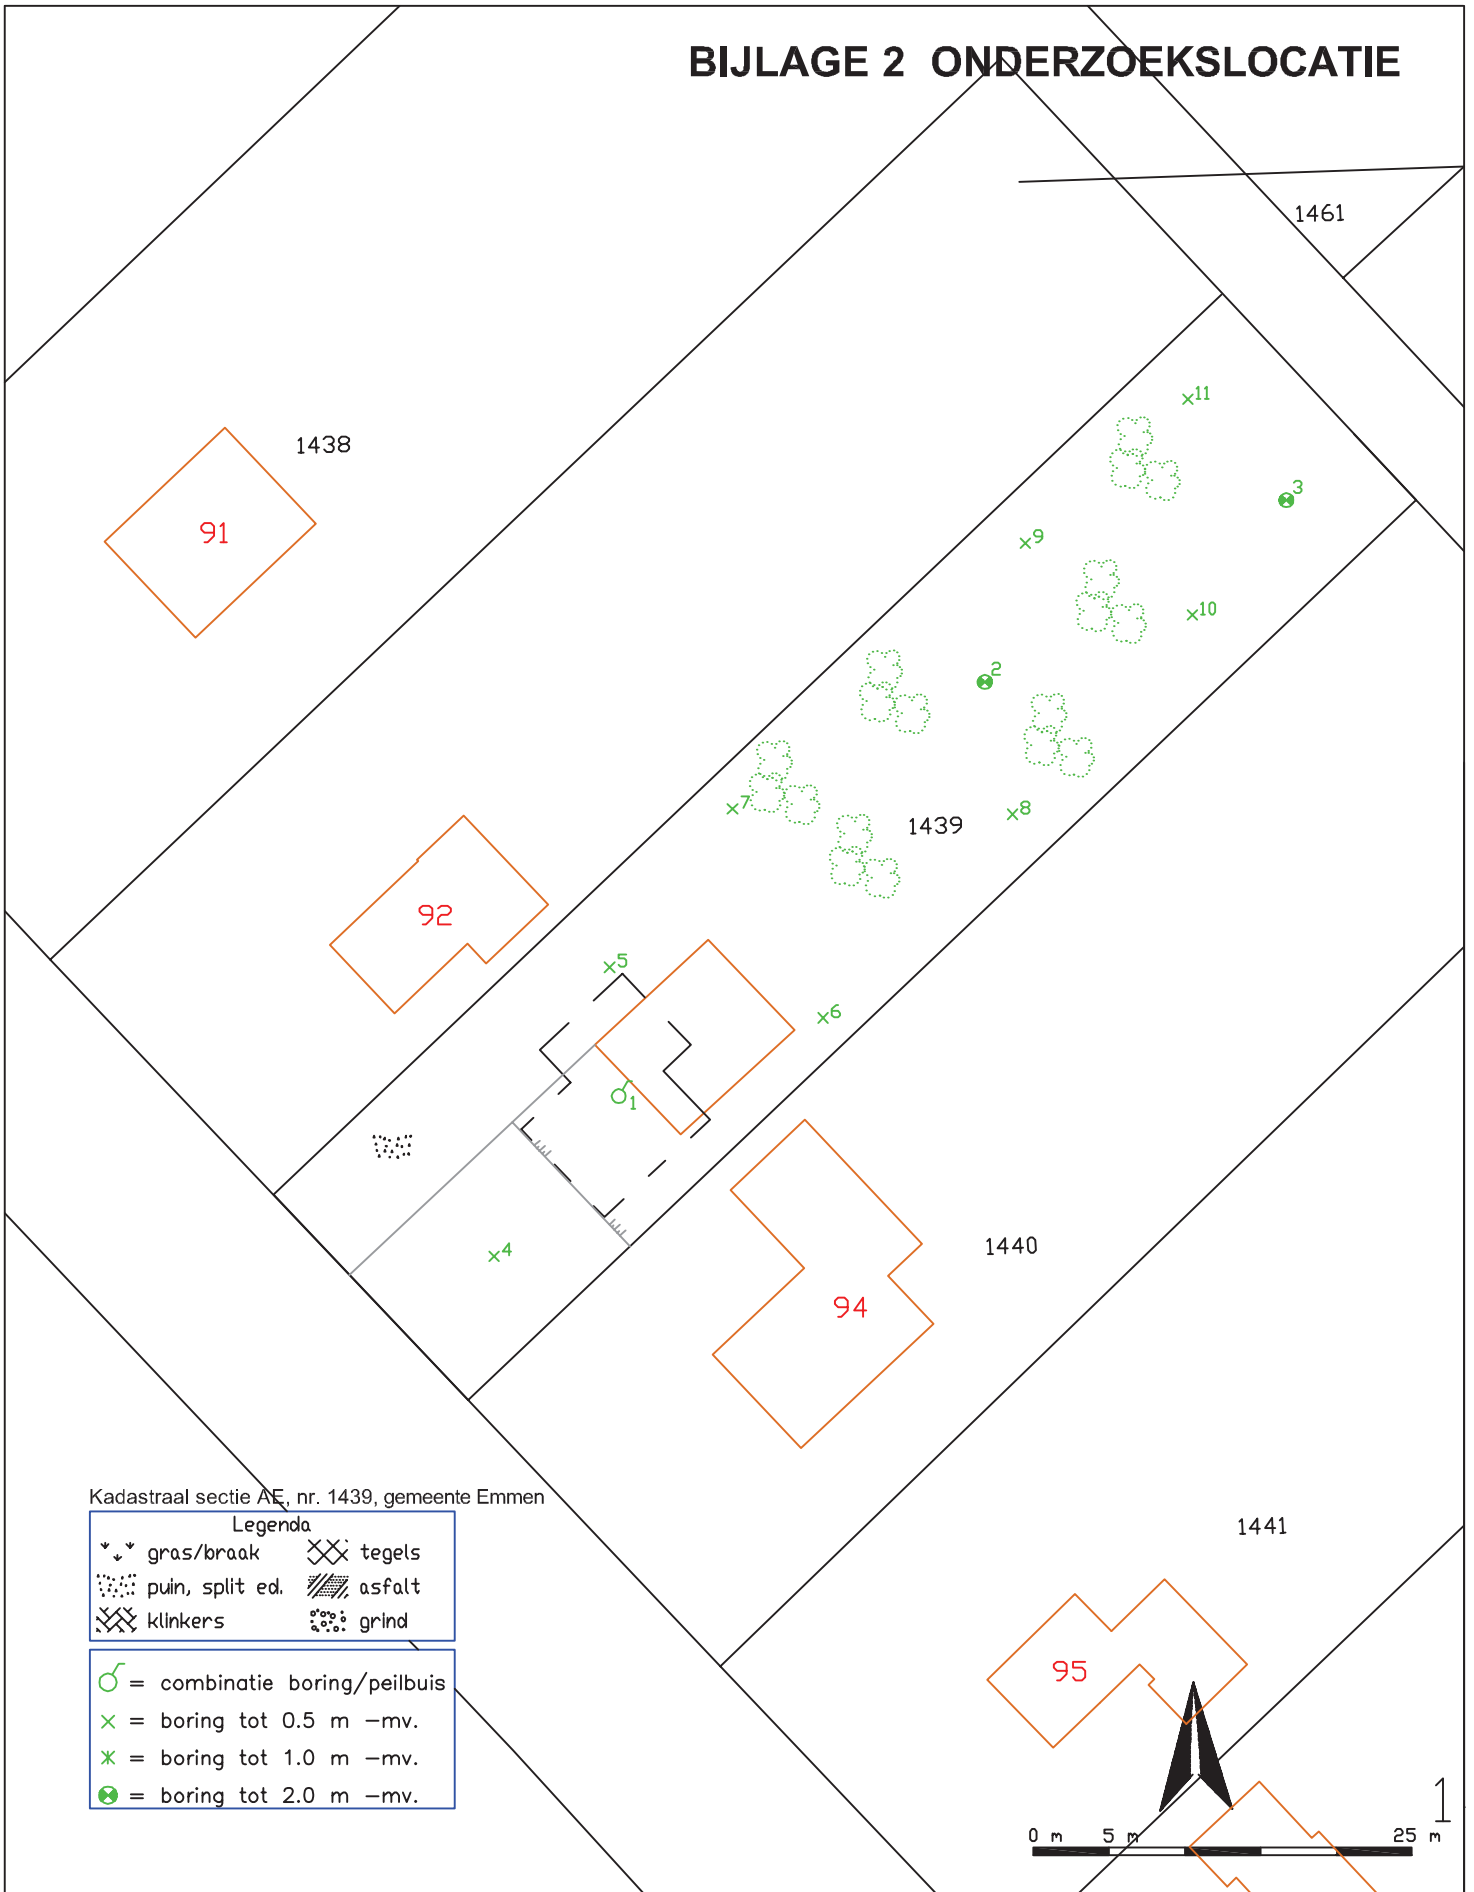 BIJLAGE 2 ONDERZOEKSLOCATIE
1461
11
1438
3
91
9
10
2
7
8
1439
92
5
6
1
4
1440
94
Kadastraal sectie AE, nr. 1439, gemeente Emmen
Legenda
gras/braak
tegels
puin, split ed.
asfalt
klinkers
grind
= combinatie boring/peilbuis
= boring tot 0.5 m -mv.
= boring tot 1.0 m -mv.
= boring tot 2.0 m -mv.
1441
95
1
0 m 5 m 25 m